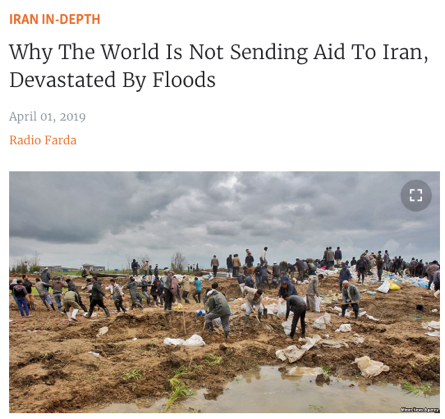 IRAN IN-DEPTH
Why The World Is Not Sending Aid To Iran,
Devastated By Floods
April 01, 2019
Radio Farda